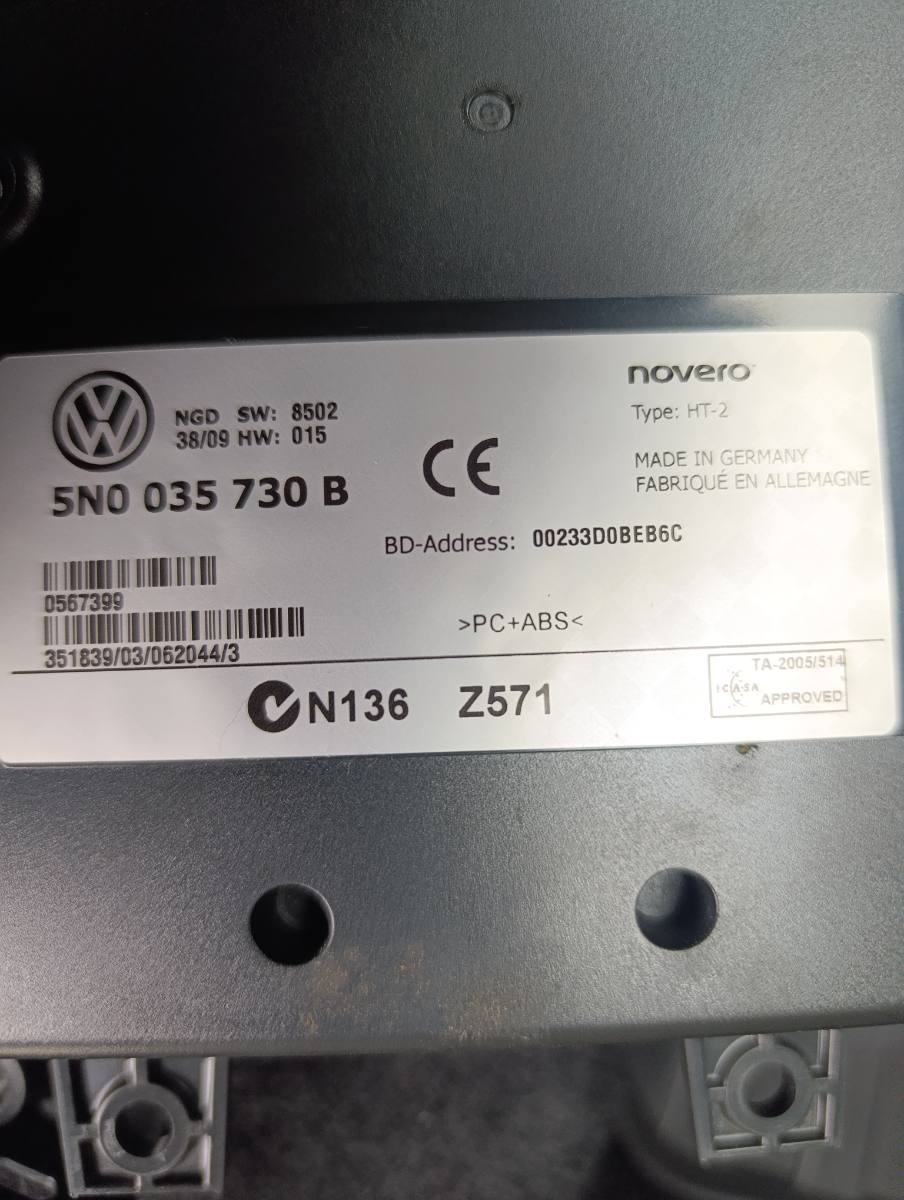 NGD SW: 8502
38/09 HW: 015
5N0 035 730 B
novero
Type: HT-2
MADE IN GERMANY
FABRIQUÉ EN ALLEMAGNE
CE
BD-Address: 00233D0BEB6C
0567399
351839/03/062044/3
>PC+ABS<
N136 Z571
TA-2005/514
ICASA
APPROVED